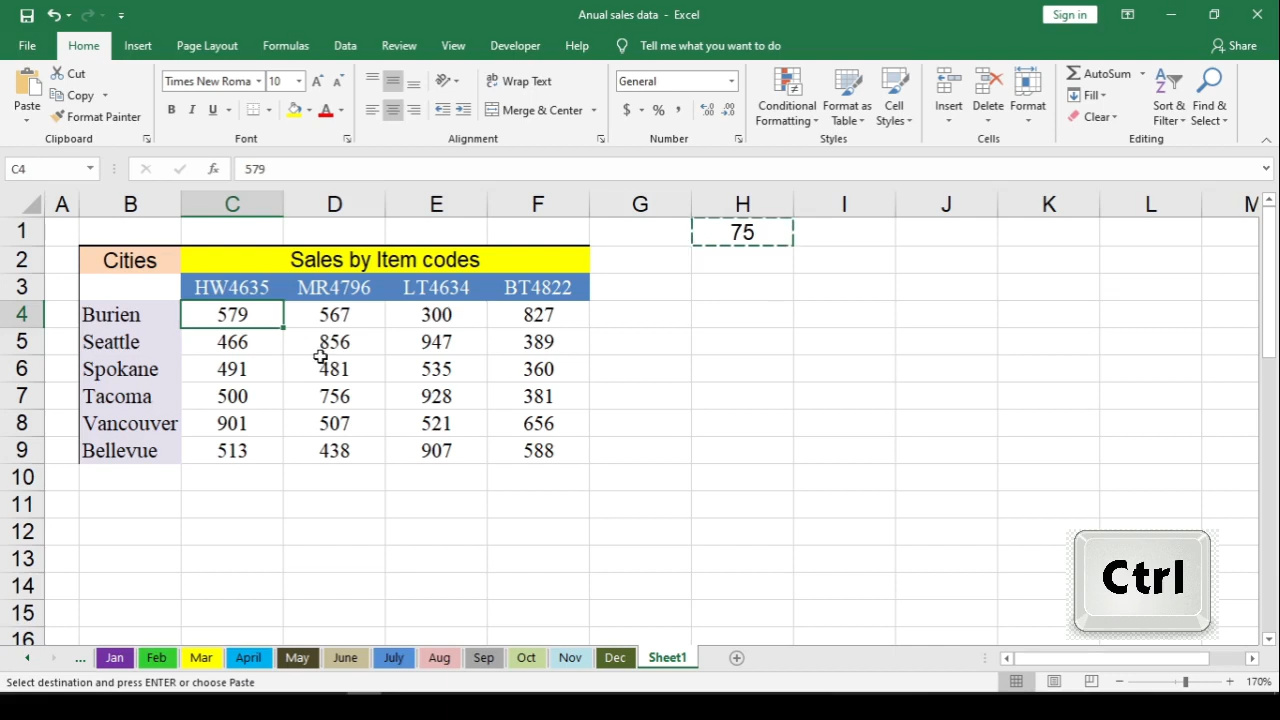 Anual sales data - Excel
Sign in
File Home Insert Page Layout Formulas Data Review View Developer Help Tell me what you want to do Share
Paste
Cut
Copy
Format Painter
Clipboard
Times New Roma 10 A A
B I U A
Font
ab Wrap Text
Merge & Center
Alignment
General
$ % , .0 .00 .00 .0
Number
Conditional Formatting
Format as Table
Cell Styles
Styles
Insert Delete Format
Cells
AutoSum
Fill
Clear
Sort & Filter
Find & Select
Editing
C4 fx 579
A B C D E F G H I J K L M
1 75
2 Cities Sales by Item codes
3 HW4635 MR4796 LT4634 BT4822
4 Burien 579 567 300 827
5 Seattle 466 856 947 389
6 Spokane 491 481 535 360
7 Tacoma 500 756 928 381
8 Vancouver 901 507 521 656
9 Bellevue 513 438 907 588
10
11
12
13
14
15
16
Ctrl
... Jan Feb Mar April May June July Aug Sep Oct Nov Dec Sheet1
Select destination and press ENTER or choose Paste 170%